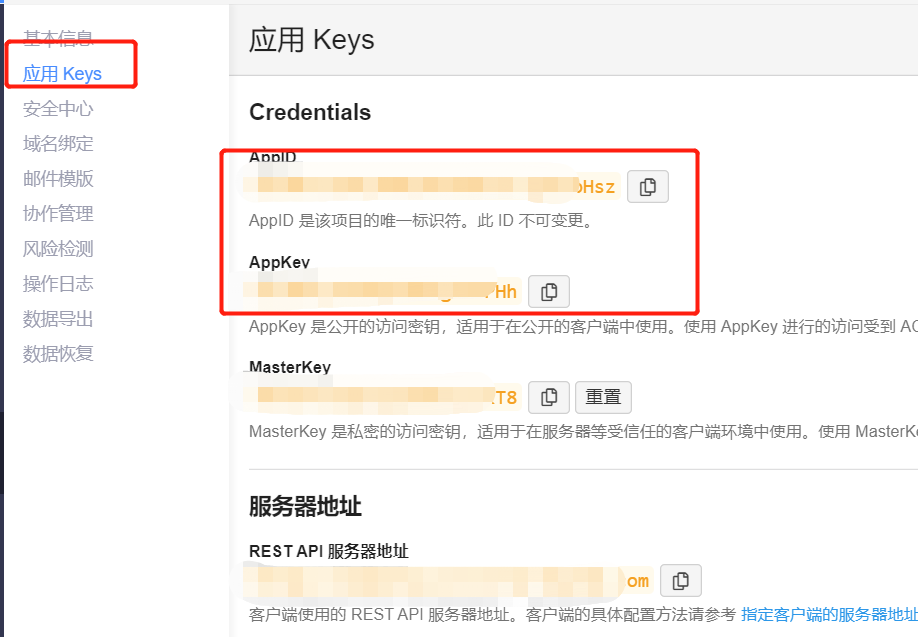 基本信息
应用 Keys
安全中心
域名绑定
邮件模版
协作管理
风险检测
操作日志
数据导出
数据恢复
应用 Keys
Credentials
AppID
Hsz
AppID 是该项目的唯一标识符。此 ID 不可变更。
AppKey
Hh
AppKey 是公开的访问密钥，适用于在公开的客户端中使用。使用 AppKey 进行的访问受到 AC
MasterKey
T8
重置
MasterKey 是私密的访问密钥，适用于在服务器等受信任的客户端环境中使用。使用 MasterKe
服务器地址
REST API 服务器地址
om
客户端使用的 REST API 服务器地址。客户端的具体配置方法请参考 指定客户端的服务器地址